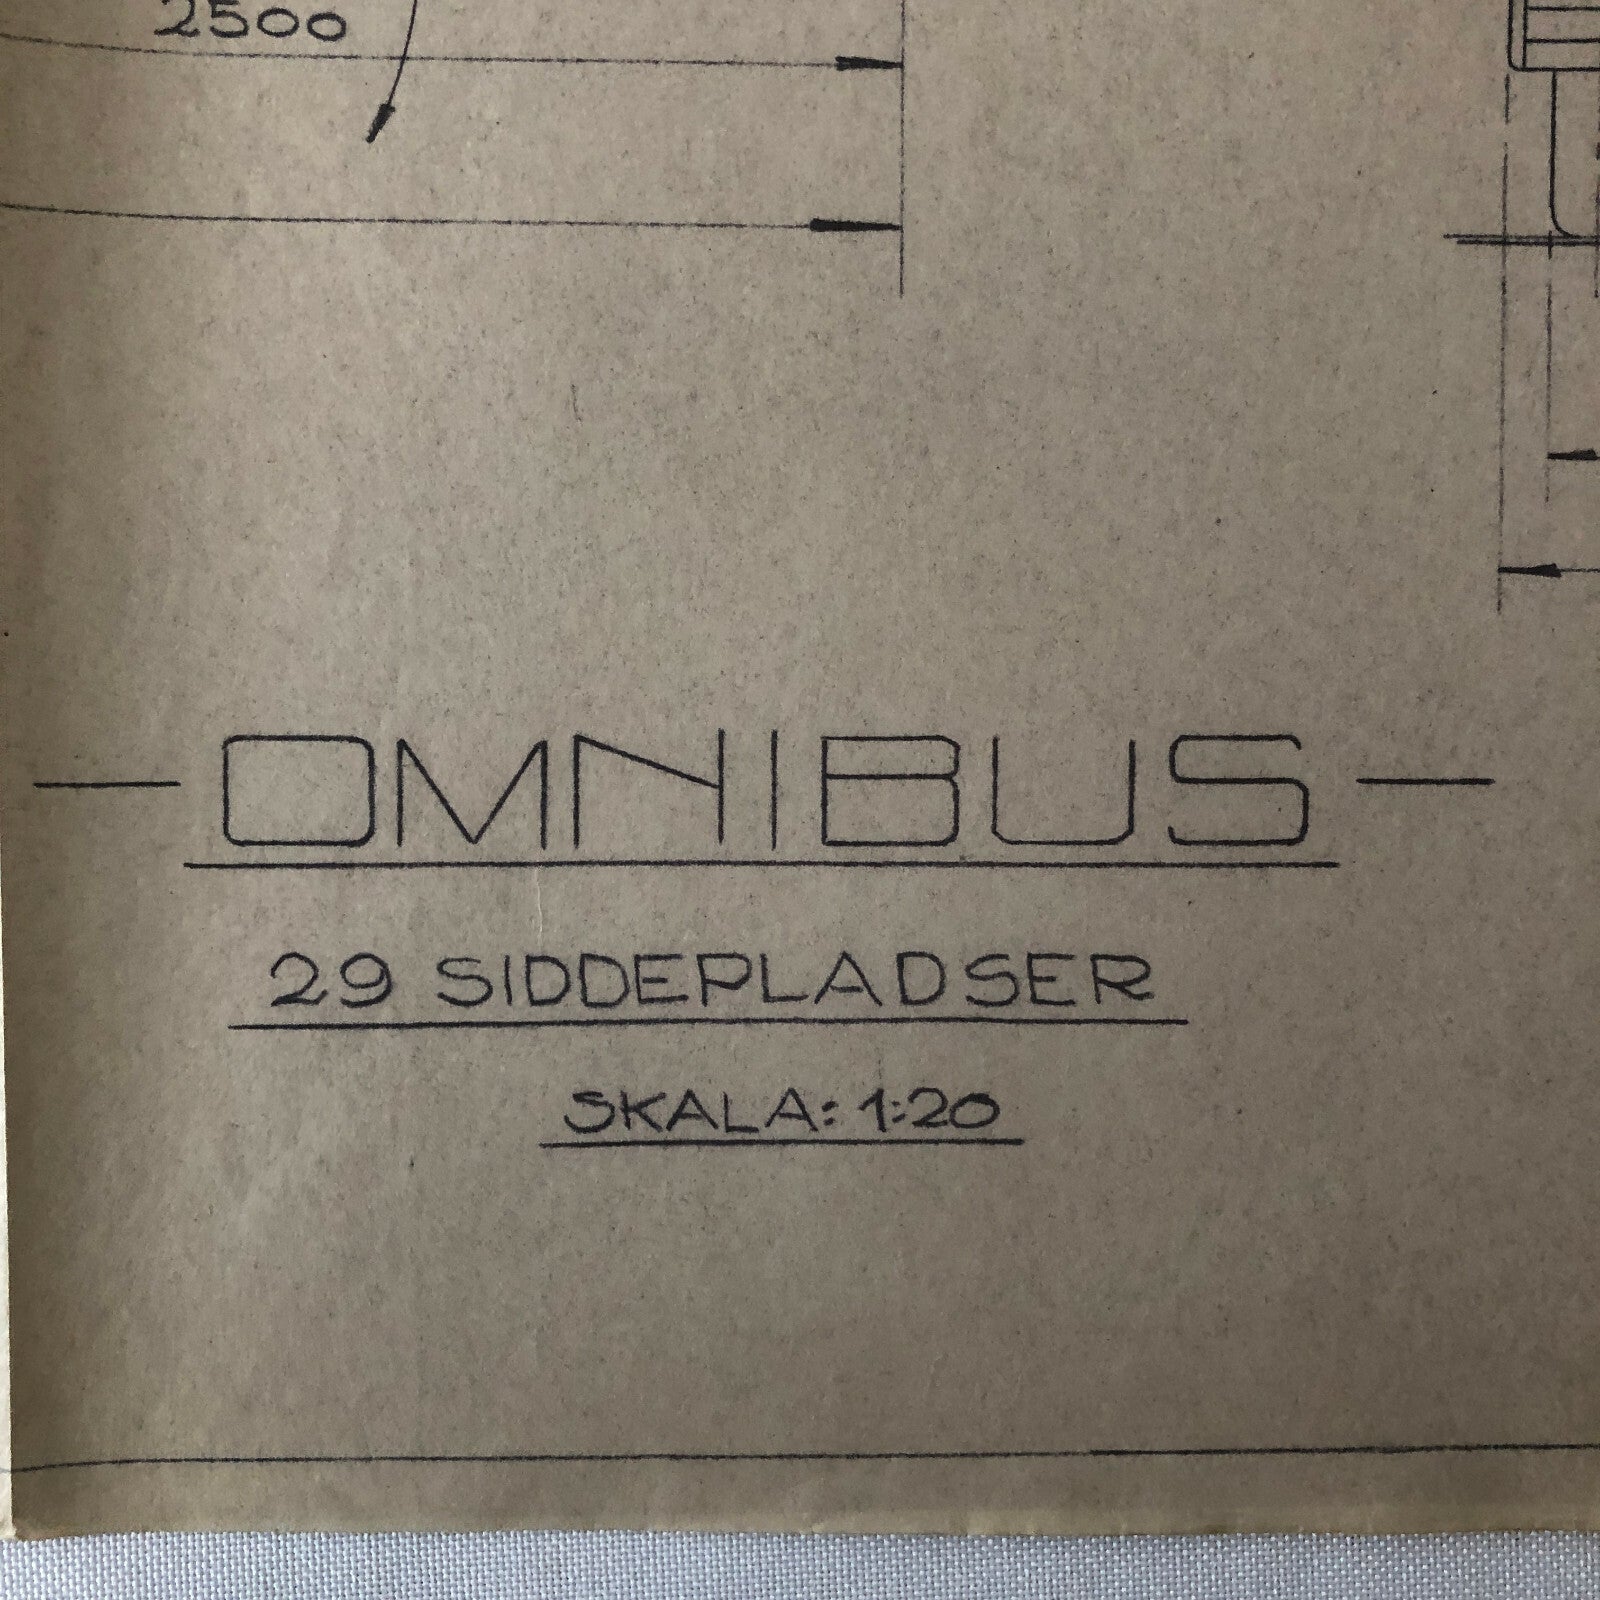 2500
— OMNIBUS —
29 SIDDEPLADSER
SKALA: 1:20